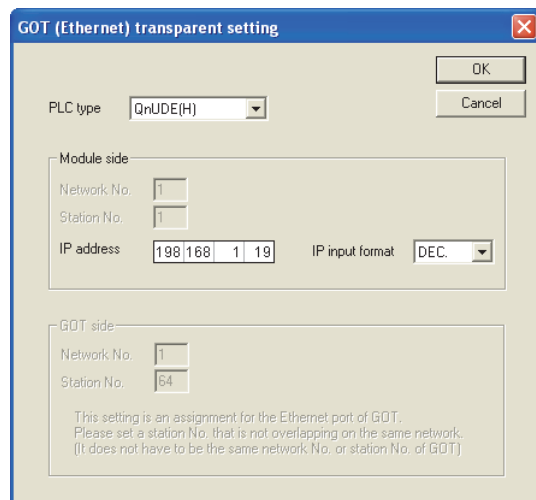 GOT (Ethernet) transparent setting
OK
PLC type QnUDE(H) Cancel
Module side
Network No. 1
Station No. 1
IP address 198 168 1 19 IP input format DEC.
GOT side
Network No. 1
Station No. 64
This setting is an assignment for the Ethernet port of GOT.
Please set a station No. that is not overlapping on the same network.
(It does not have to be the same network No. or station No. of GOT)